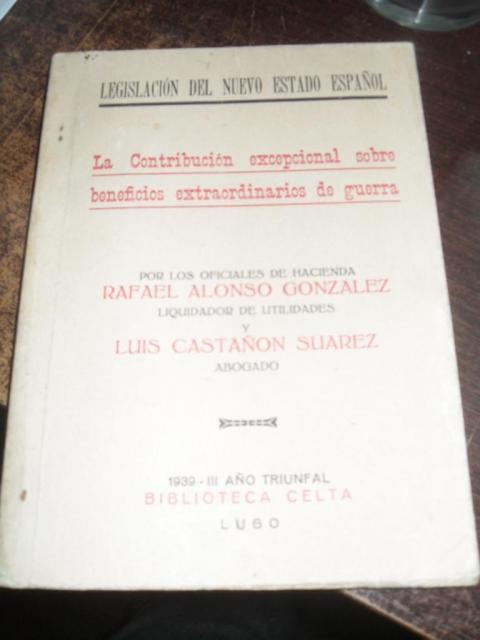 LEGISLACIÓN DEL NUEVO ESTADO ESPAÑOL
La Contribución excepcional sobre
beneficios extraordinarios de guerra
POR LOS OFICIALES DE HACIENDA
RAFAEL ALONSO GONZALEZ
LIQUIDADOR DE UTILIDADES
Y
LUIS CASTAÑON SUAREZ
ABOGADO
1939 - III AÑO TRIUNFAL
BIBLIOTECA CELTA
LUGO